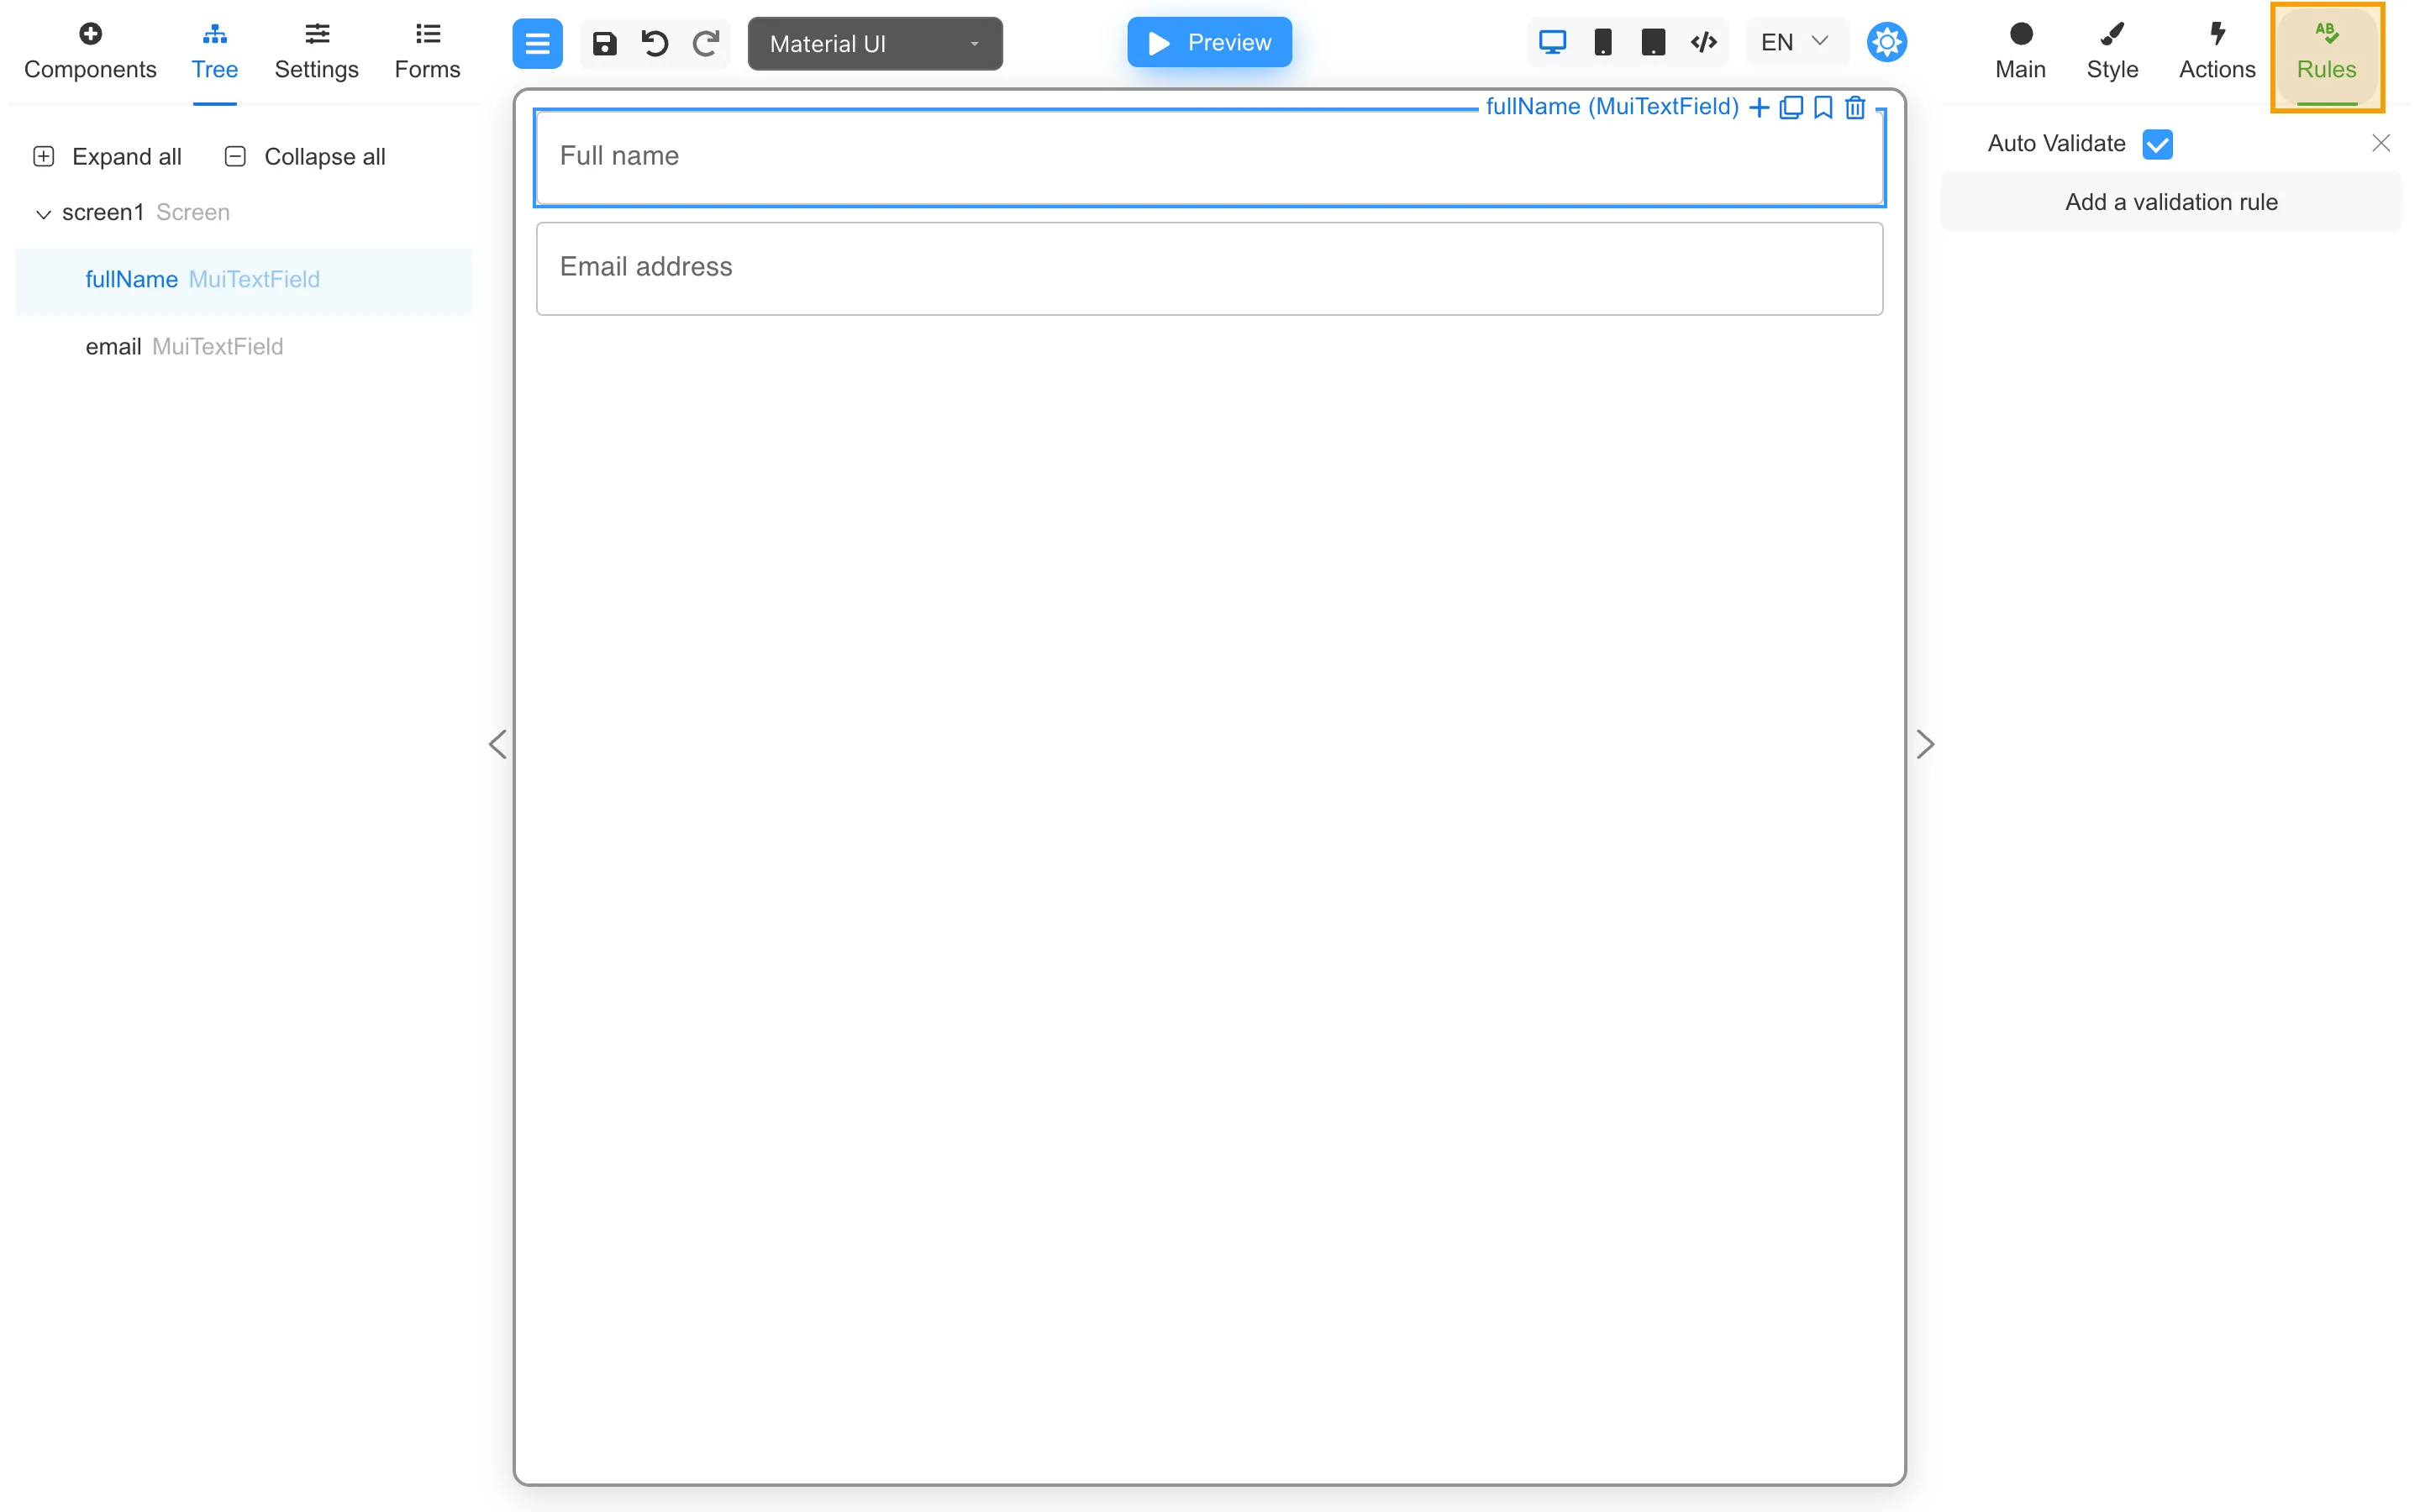 Components Tree Settings Forms
Material UI
Preview
EN
Main Style Actions AB Rules
Expand all Collapse all
screen1 Screen
fullName MuiTextField
email MuiTextField
fullName (MuiTextField)
Full name
Email address
Auto Validate
Add a validation rule